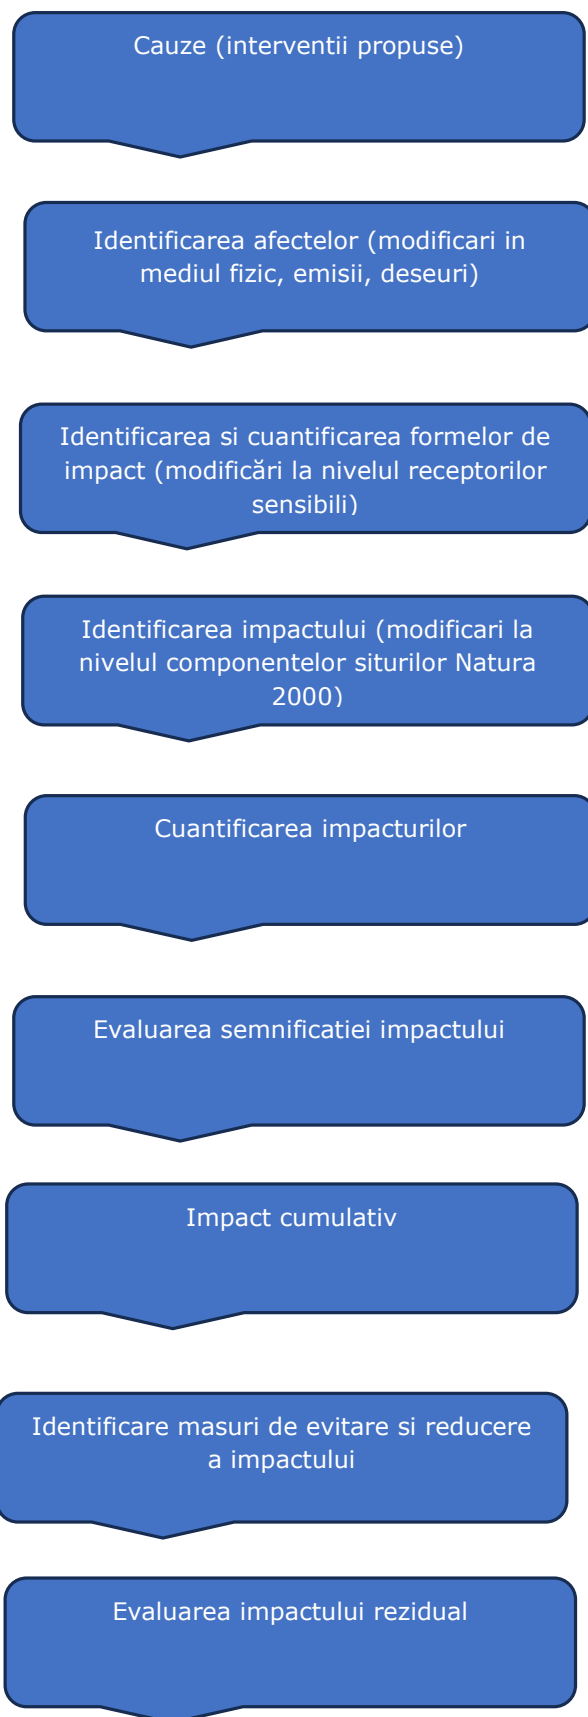 Cauze (interventii propuse)
Identificarea afectelor (modificari in
mediul fizic, emisii, deseuri)
Identificarea si cuantificarea formelor de
impact (modificări la nivelul receptorilor
sensibili)
Identificarea impactului (modificari la
nivelul componentelor siturilor Natura
2000)
Cuantificarea impacturilor
Evaluarea semnificatiei impactului
Impact cumulativ
Identificare masuri de evitare si reducere
a impactului
Evaluarea impactului rezidual